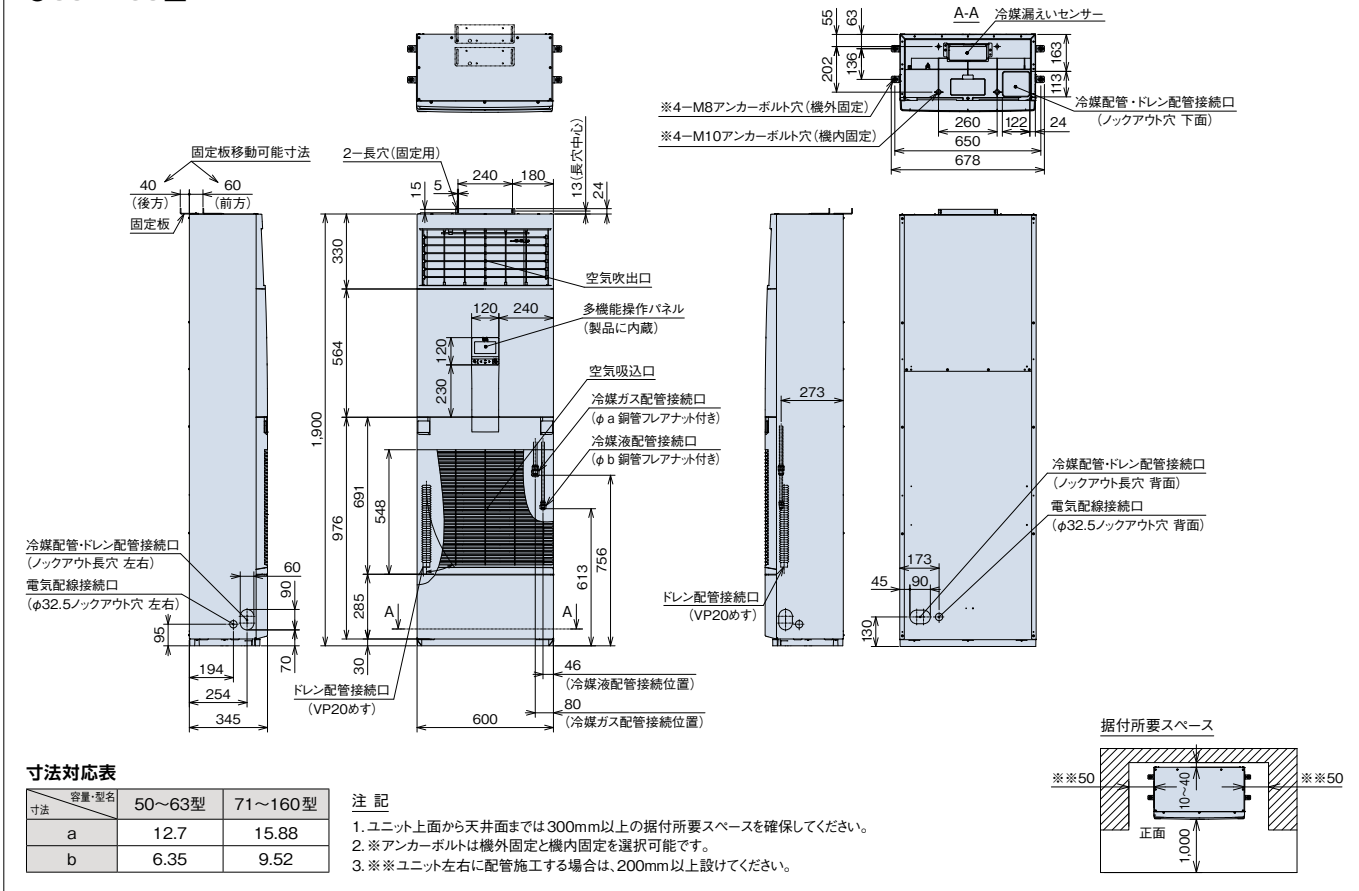 A-A
冷媒漏えいセンサー
55
63
202
136
163
113
※4−M8アンカーボルト穴(機外固定)
※4−M10アンカーボルト穴(機内固定)
冷媒配管・ドレン配管接続口
(ノックアウト穴 下面)
260
122
24
650
678
固定板移動可能寸法
40
(後方)
60
(前方)
固定板
2−長穴(固定用)
240
180
5
15
13(長穴中心)
24
330
564
1,900
976
691
548
285
30
空気吹出口
120
240
多機能操作パネル
(製品に内蔵)
120
230
空気吸込口
冷媒ガス配管接続口
(φa 銅管フレアナット付き)
冷媒液配管接続口
(φb 銅管フレアナット付き)
756
613
A
A
冷媒配管・ドレン配管接続口
(ノックアウト長穴 左右)
電気配線接続口
(φ32.5ノックアウト穴 左右)
60
90
95
70
194
254
345
ドレン配管接続口
(VP20めす)
46
(冷媒液配管接続位置)
80
(冷媒ガス配管接続位置)
600
273
ドレン配管接続口
(VP20めす)
冷媒配管・ドレン配管接続口
(ノックアウト長穴 背面)
電気配線接続口
(φ32.5ノックアウト穴 背面)
173
45
90
130
寸法対応表
容量・型名
寸法
50〜63型
71〜160型
a
12.7
15.88
b
6.35
9.52
注 記
1.ユニット上面から天井面までは300mm以上の据付所要スペースを確保してください。
2.※アンカーボルトは機外固定と機内固定を選択可能です。
3.※※ユニット左右に配管施工する場合は、200mm以上設けてください。
据付所要スペース
※※50
※※50
10〜40
正面
1,000